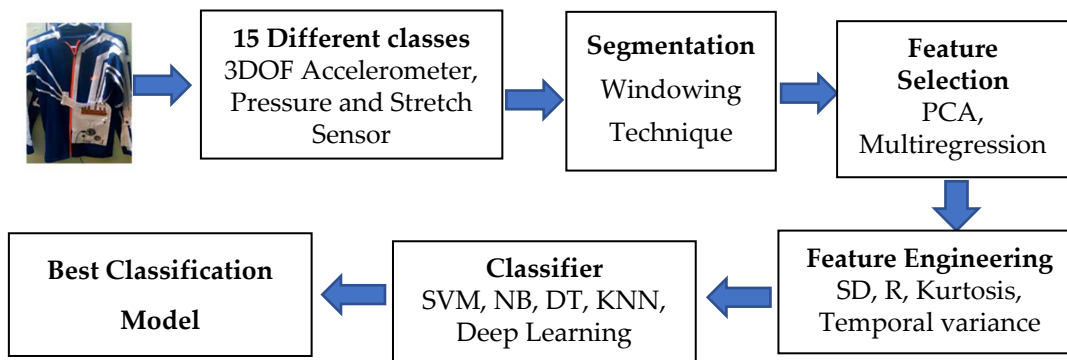 15 Different classes
3DOF Accelerometer,
Pressure and Stretch
Sensor
Segmentation
Windowing
Technique
Feature
Selection
PCA,
Multiregression
Feature Engineering
SD, R, Kurtosis,
Temporal variance
Classifier
SVM, NB, DT, KNN,
Deep Learning
Best Classification
Model